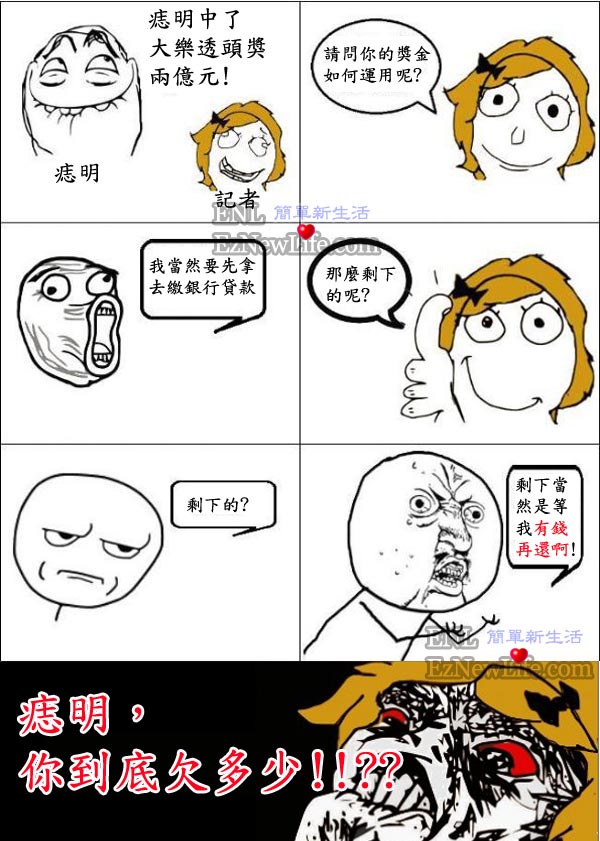 痣明中了
大樂透頭獎
兩億元!
痣明
記者
請問你的獎金
如何運用呢?
ENL 簡單新生活
EzNewLife.com
我當然要先拿
去繳銀行貸款
那麼剩下
的呢?
剩下的?
剩下當
然是等
我有錢
再還啊!
ENL 簡單新生活
EzNewLife.com
痣明，
你到底欠多少!!??